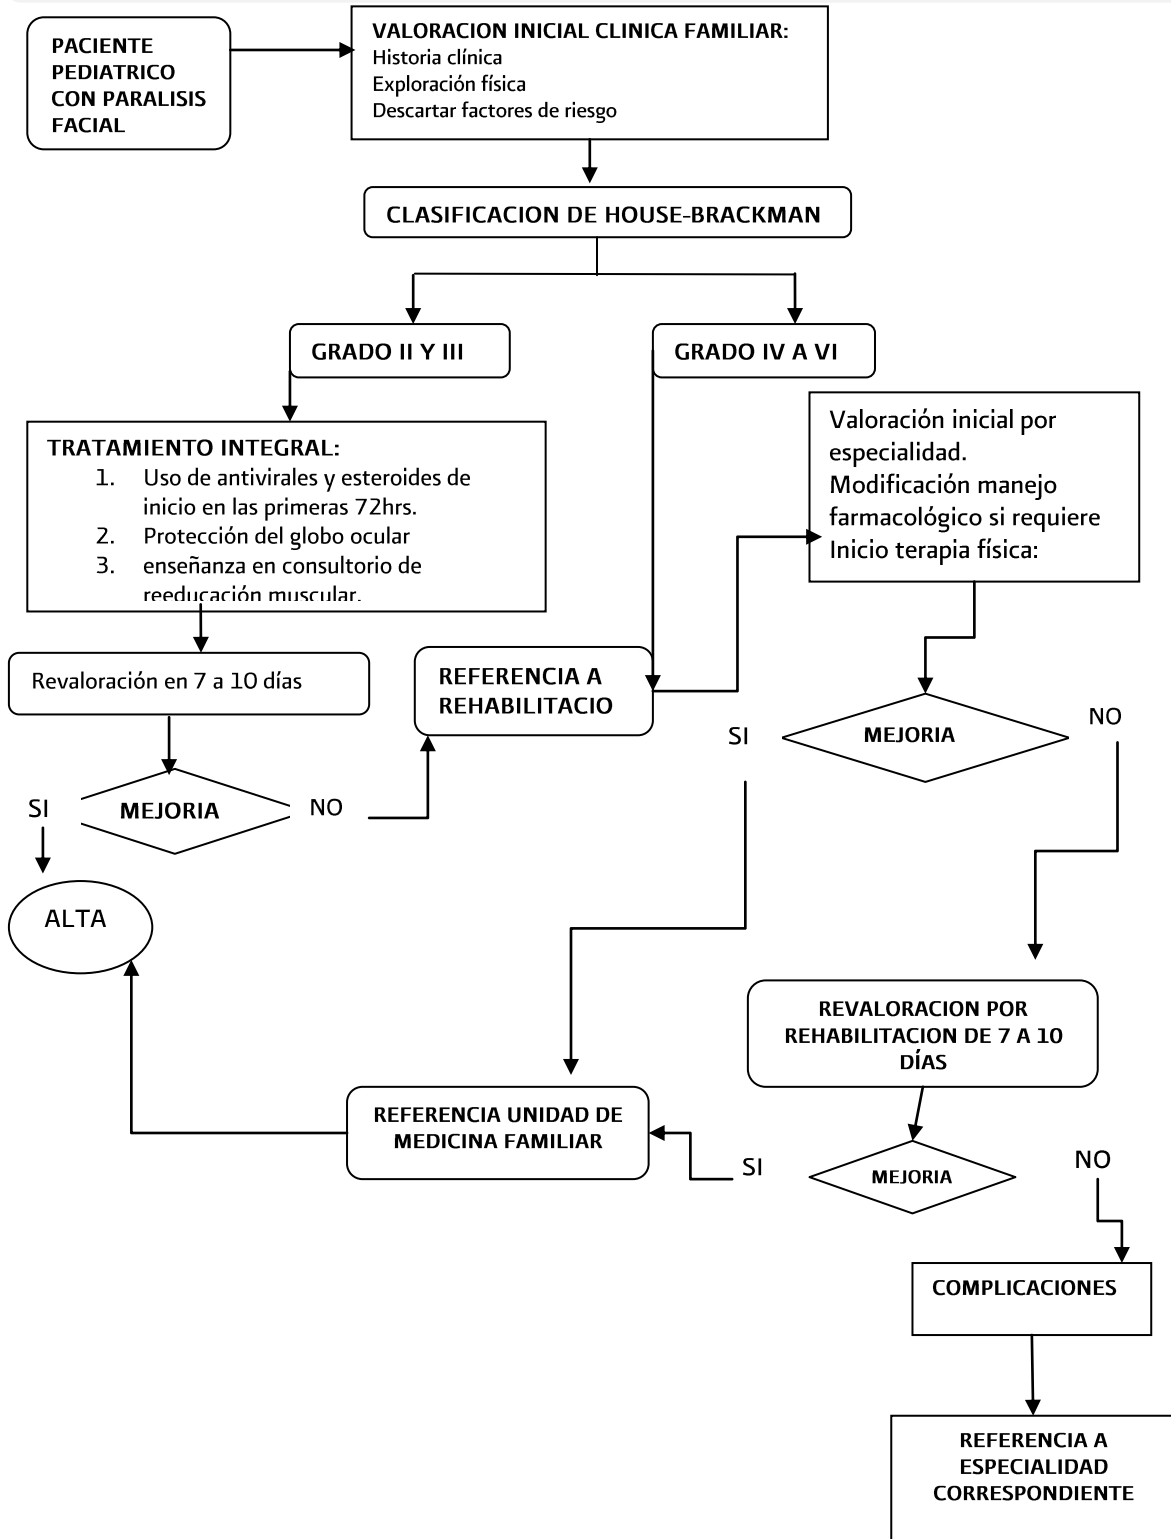 PACIENTE
PEDIATRICO
CON PARALISIS
FACIAL
VALORACION INICIAL CLINICA FAMILIAR:
Historia clínica
Exploración física
Descartar factores de riesgo
CLASIFICACION DE HOUSE-BRACKMAN
GRADO II Y III
GRADO IV A VI
TRATAMIENTO INTEGRAL:
1. Uso de antivirales y esteroides de
inicio en las primeras 72hrs.
2. Protección del globo ocular
3. enseñanza en consultorio de
reeducación muscular.
Valoración inicial por
especialidad.
Modificación manejo
farmacológico si requiere
Inicio terapia física:
Revaloración en 7 a 10 días
REFERENCIA A
REHABILITACIO
SI
MEJORIA
NO
SI
MEJORIA
NO
ALTA
REVALORACION POR
REHABILITACION DE 7 A 10
DÍAS
REFERENCIA UNIDAD DE
MEDICINA FAMILIAR
SI
MEJORIA
NO
COMPLICACIONES
REFERENCIA A
ESPECIALIDAD
CORRESPONDIENTE